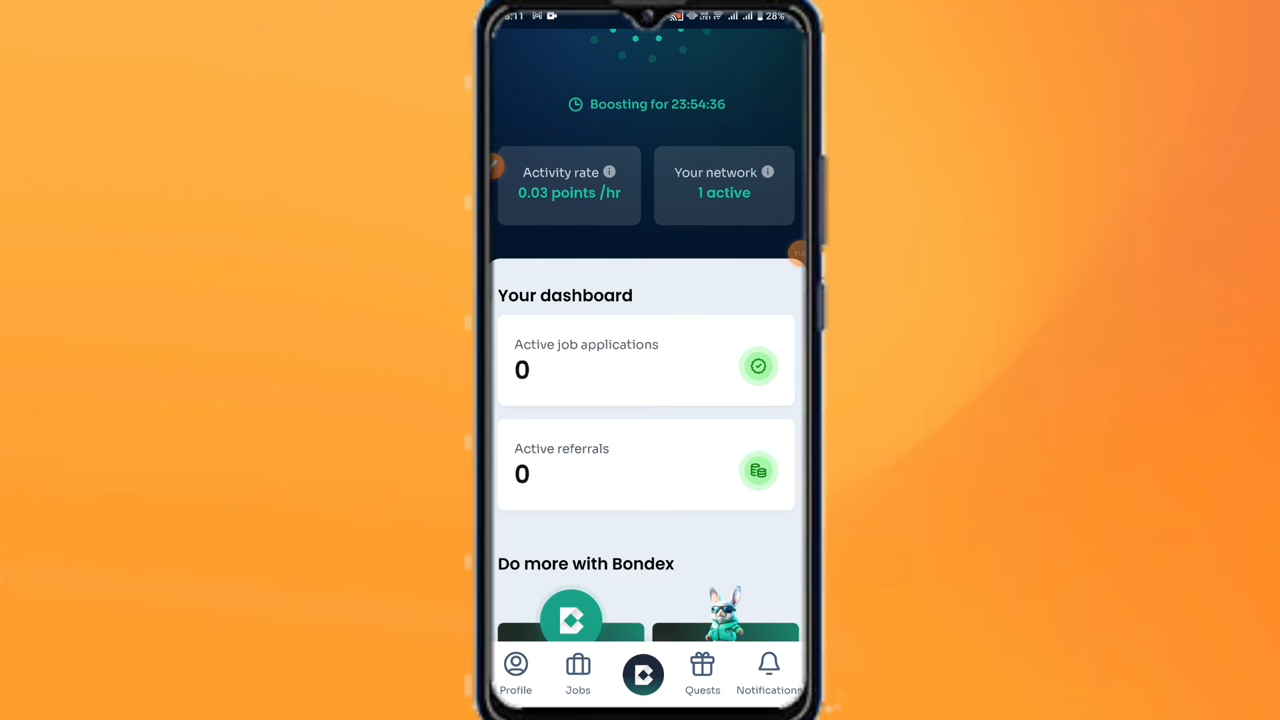 28%
Boosting for 23:54:36
Activity rate
0.03 points /hr
Your network
1 active
Your dashboard
Active job applications
0
Active referrals
0
Do more with Bondex
Profile
Jobs
Quests
Notifications